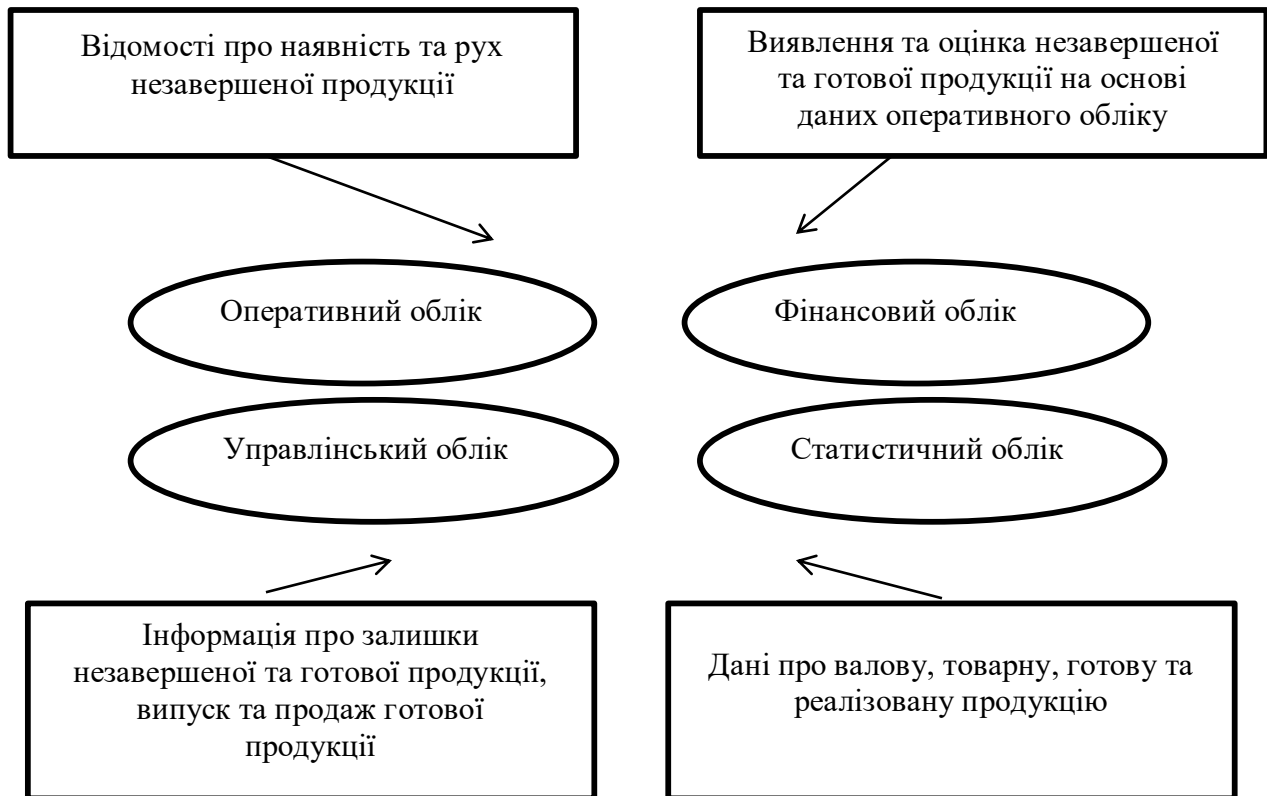 Відомості про наявність та рух
незавершеної продукції
Виявлення та оцінка незавершеної
та готової продукції на основі
даних оперативного обліку
Оперативний облік
Фінансовий облік
Управлінський облік
Статистичний облік
Інформація про залишки
незавершеної та готової продукції,
випуск та продаж готової
продукції
Дані про валову, товарну, готову та
реалізовану продукцію